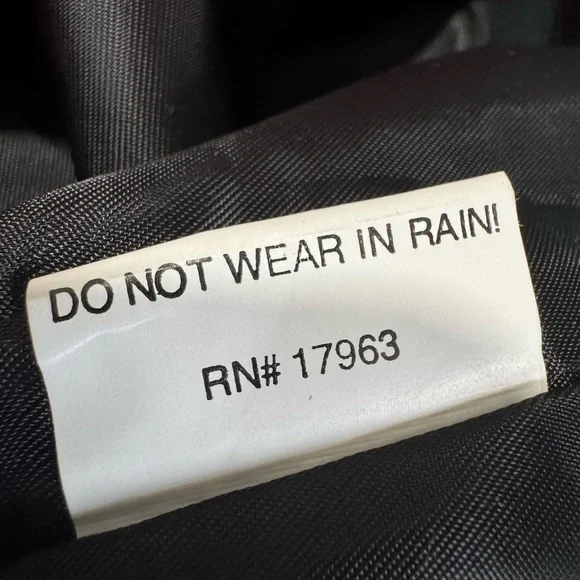 DO NOT WEAR IN RAIN!
RN# 17963